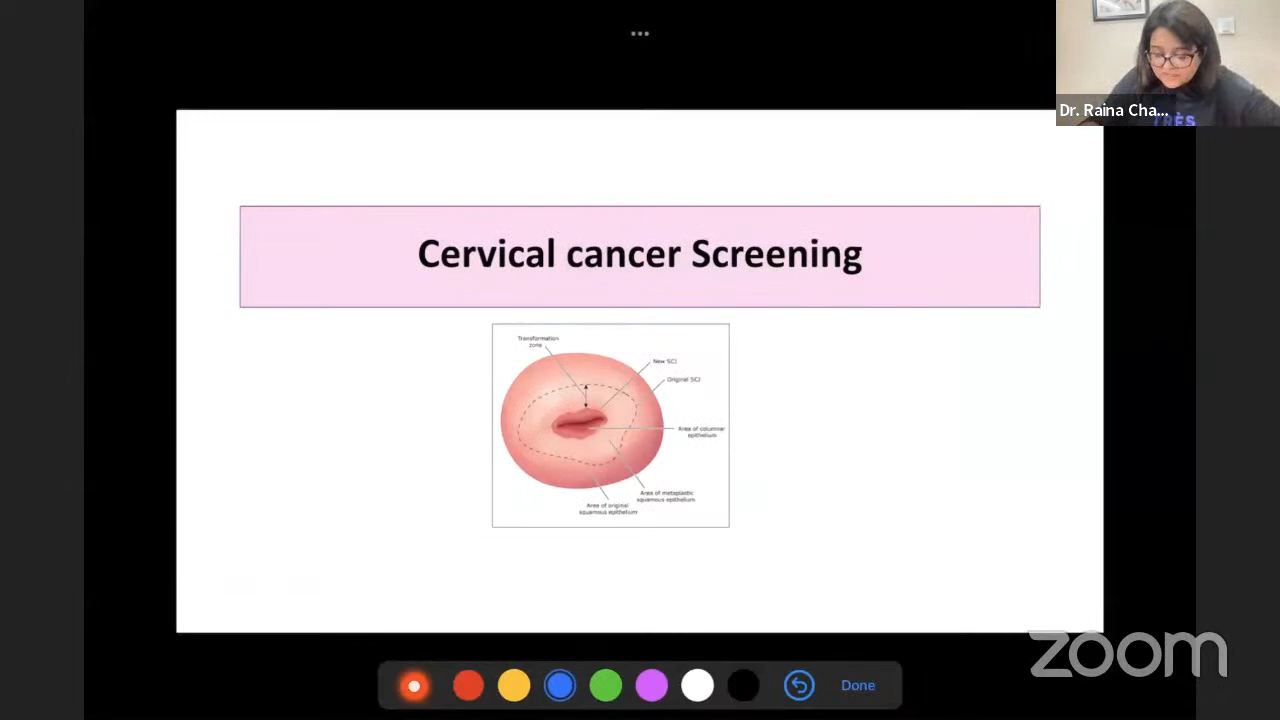 Dr. Raina Cha...
Cervical cancer Screening
Transformation
zone
New SCJ
Original SCJ
Area of columnar
epithelium
Area of metaplastic
squamous epithelium
Area of original
squamous epithelium
zoom
Done